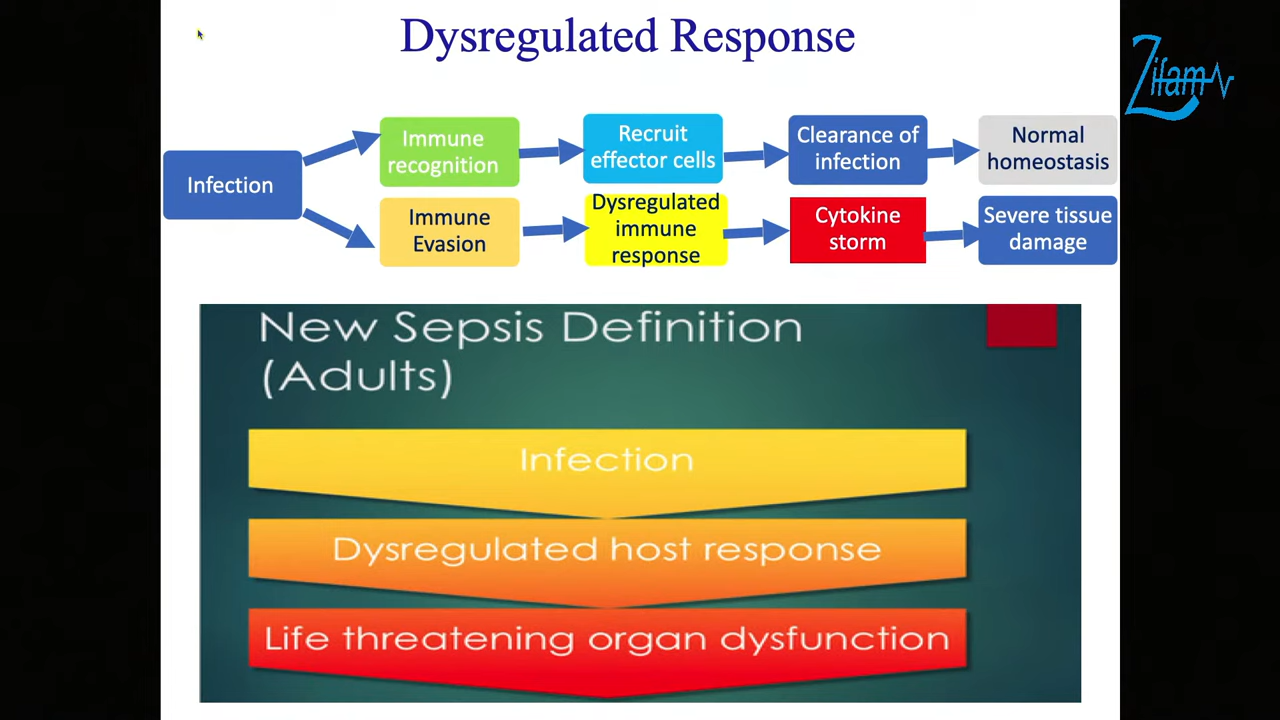 Dysregulated Response
Zifam
Infection
Immune
recognition
Recruit
effector cells
Clearance of
infection
Normal
homeostasis
Immune
Evasion
Dysregulated
immune
response
Cytokine
storm
Severe tissue
damage
New Sepsis Definition
(Adults)
Infection
Dysregulated host response
Life threatening organ dysfunction